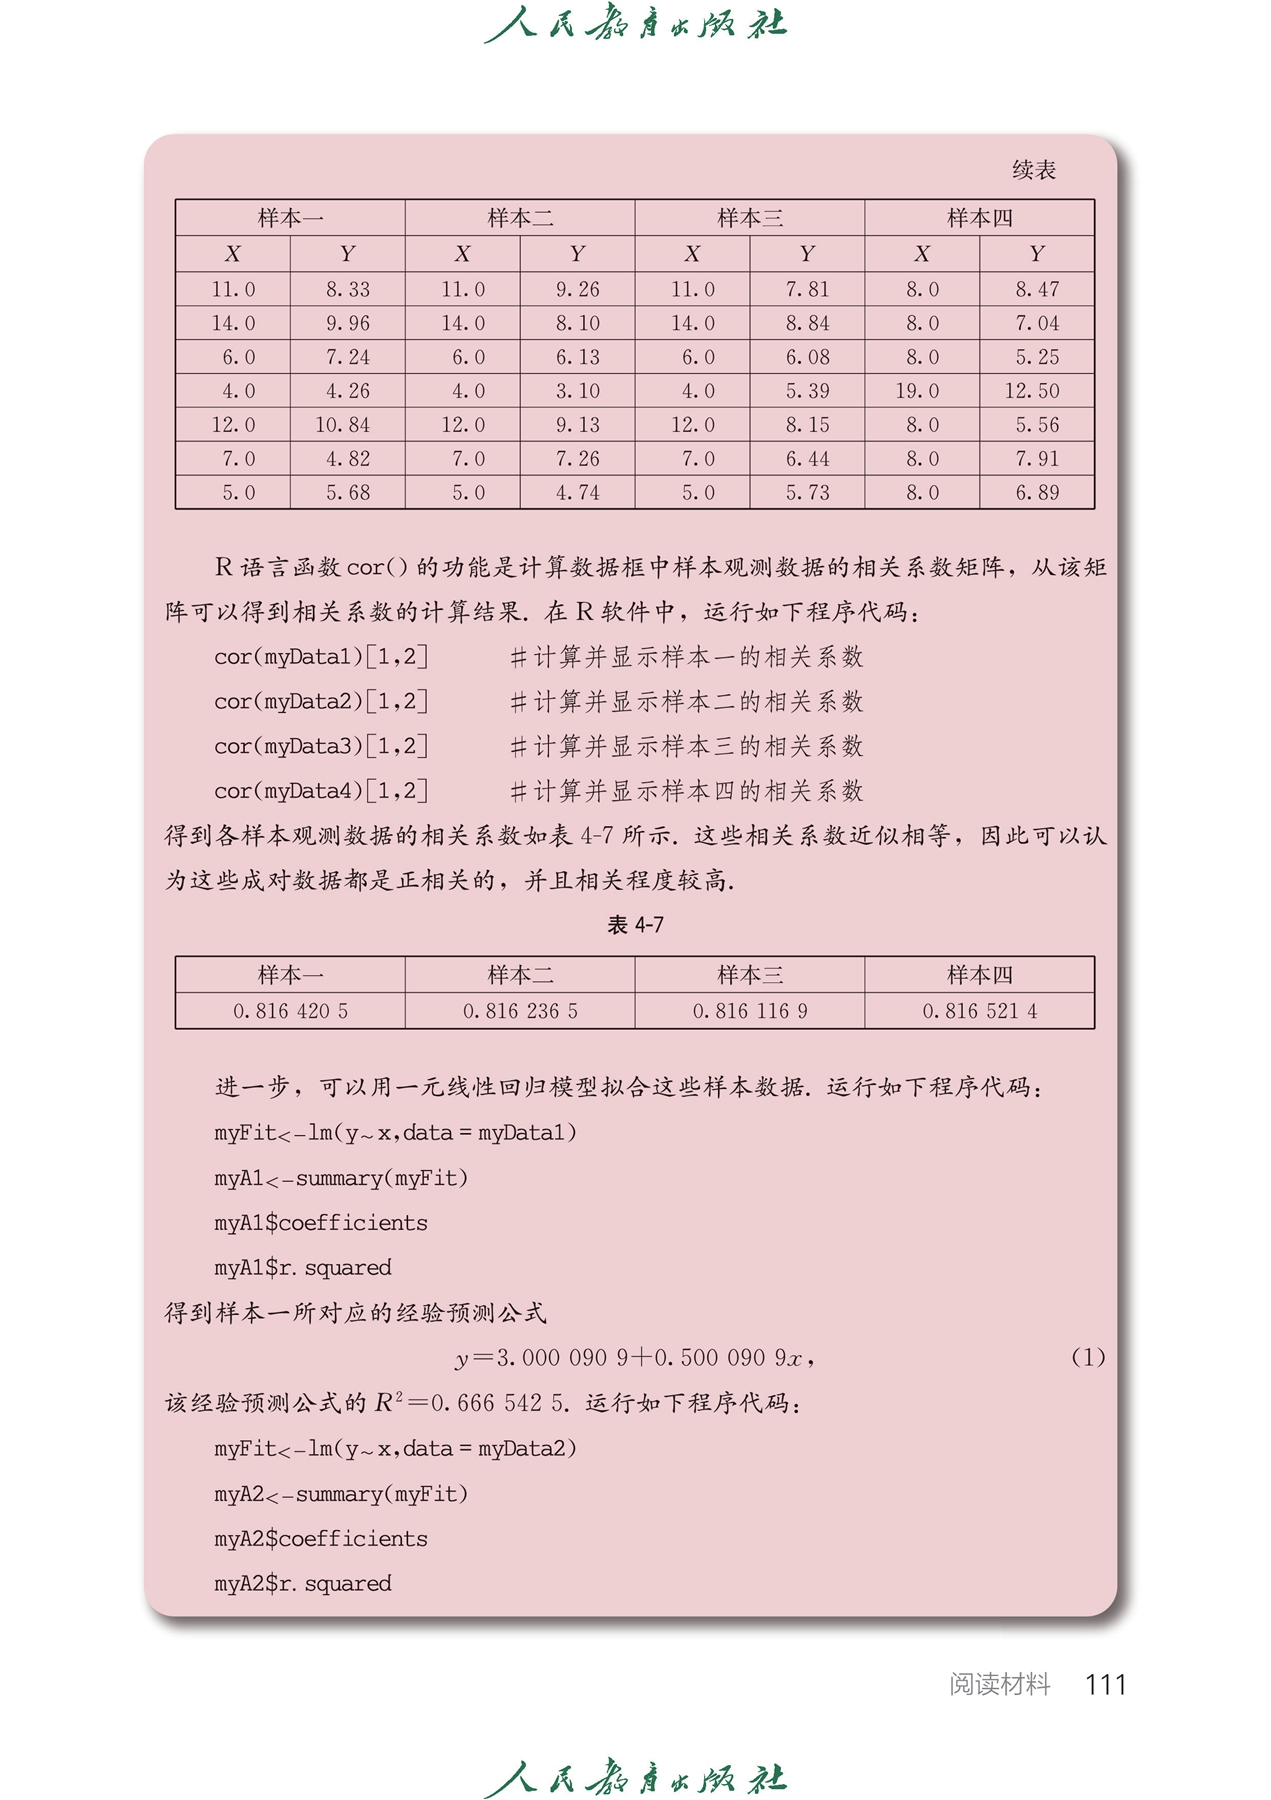 人民教育出版社
续表
样本一 样本二 样本三 样本四
X Y X Y X Y X Y
11.0 8.33 11.0 9.26 11.0 7.81 8.0 8.47
14.0 9.96 14.0 8.10 14.0 8.84 8.0 7.04
6.0 7.24 6.0 6.13 6.0 6.08 8.0 5.25
4.0 4.26 4.0 3.10 4.0 5.39 19.0 12.50
12.0 10.84 12.0 9.13 12.0 8.15 8.0 5.56
7.0 4.82 7.0 7.26 7.0 6.44 8.0 7.91
5.0 5.68 5.0 4.74 5.0 5.73 8.0 6.89
R 语言函数 cor() 的功能是计算数据框中样本观测数据的相关系数矩阵，从该矩
阵可以得到相关系数的计算结果. 在 R 软件中，运行如下程序代码：
cor(myData1)[1,2] #计算并显示样本一的相关系数
cor(myData2)[1,2] #计算并显示样本二的相关系数
cor(myData3)[1,2] #计算并显示样本三的相关系数
cor(myData4)[1,2] #计算并显示样本四的相关系数
得到各样本观测数据的相关系数如表 4-7 所示. 这些相关系数近似相等，因此可以认
为这些成对数据都是正相关的，并且相关程度较高.
表 4-7
样本一 样本二 样本三 样本四
0.816 420 5 0.816 236 5 0.816 116 9 0.816 521 4
进一步，可以用一元线性回归模型拟合这些样本数据. 运行如下程序代码：
myFit<-lm(y~x,data=myData1)
myA1<-summary(myFit)
myA1$coefficients
myA1$r.squared
得到样本一所对应的经验预测公式
y=3.000 090 9+0.500 090 9x， (1)
该经验预测公式的 R²=0.666 542 5. 运行如下程序代码：
myFit<-lm(y~x,data=myData2)
myA2<-summary(myFit)
myA2$coefficients
myA2$r.squared
阅读材料 111
人民教育出版社